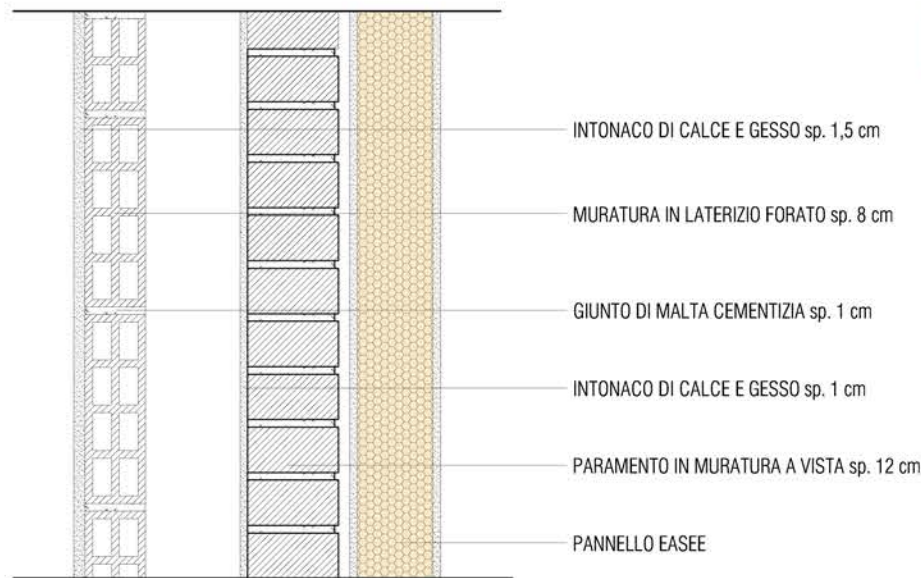 INTONACO DI CALCE E GESSO sp. 1,5 cm
MURATURA IN LATERIZIO FORATO sp. 8 cm
GIUNTO DI MALTA CEMENTIZIA sp. 1 cm
INTONACO DI CALCE E GESSO sp. 1 cm
PARAMENTO IN MURATURA A VISTA sp. 12 cm
PANNELLO EASEE